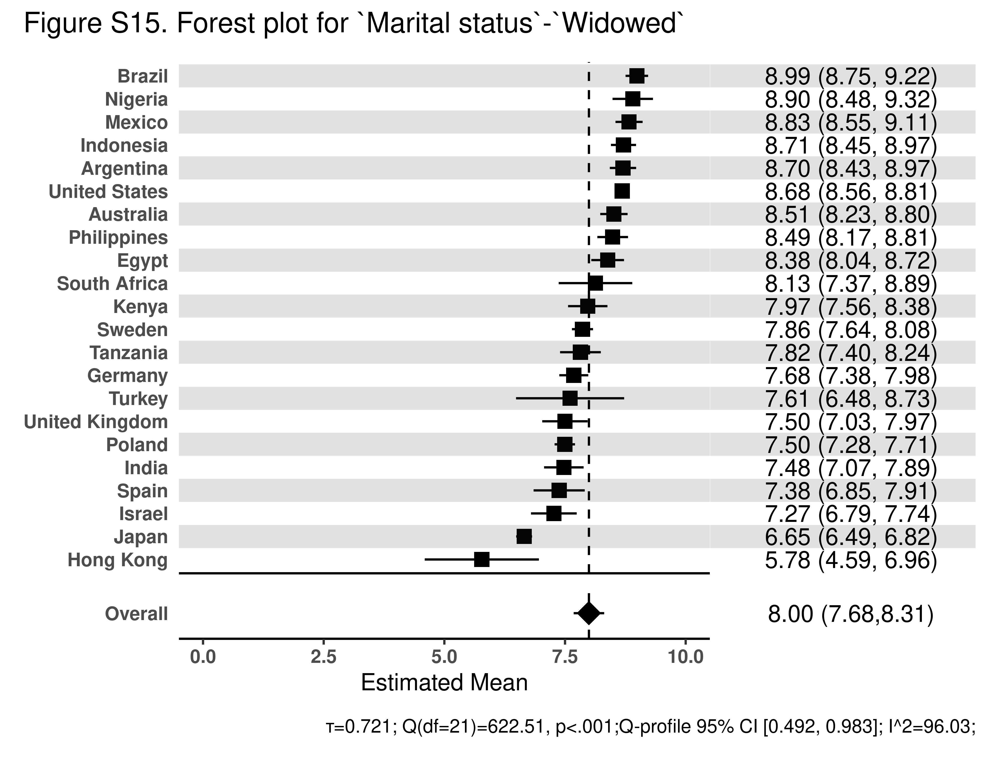 Figure S15. Forest plot for `Marital status`-`Widowed`
Brazil 8.99 (8.75, 9.22)
Nigeria 8.90 (8.48, 9.32)
Mexico 8.83 (8.55, 9.11)
Indonesia 8.71 (8.45, 8.97)
Argentina 8.70 (8.43, 8.97)
United States 8.68 (8.56, 8.81)
Australia 8.51 (8.23, 8.80)
Philippines 8.49 (8.17, 8.81)
Egypt 8.38 (8.04, 8.72)
South Africa 8.13 (7.37, 8.89)
Kenya 7.97 (7.56, 8.38)
Sweden 7.86 (7.64, 8.08)
Tanzania 7.82 (7.40, 8.24)
Germany 7.68 (7.38, 7.98)
Turkey 7.61 (6.48, 8.73)
United Kingdom 7.50 (7.03, 7.97)
Poland 7.50 (7.28, 7.71)
India 7.48 (7.07, 7.89)
Spain 7.38 (6.85, 7.91)
Israel 7.27 (6.79, 7.74)
Japan 6.65 (6.49, 6.82)
Hong Kong 5.78 (4.59, 6.96)
Overall 8.00 (7.68,8.31)
0.0 2.5 5.0 7.5 10.0
Estimated Mean
τ=0.721; Q(df=21)=622.51, p<.001;Q-profile 95% CI [0.492, 0.983]; I^2=96.03;